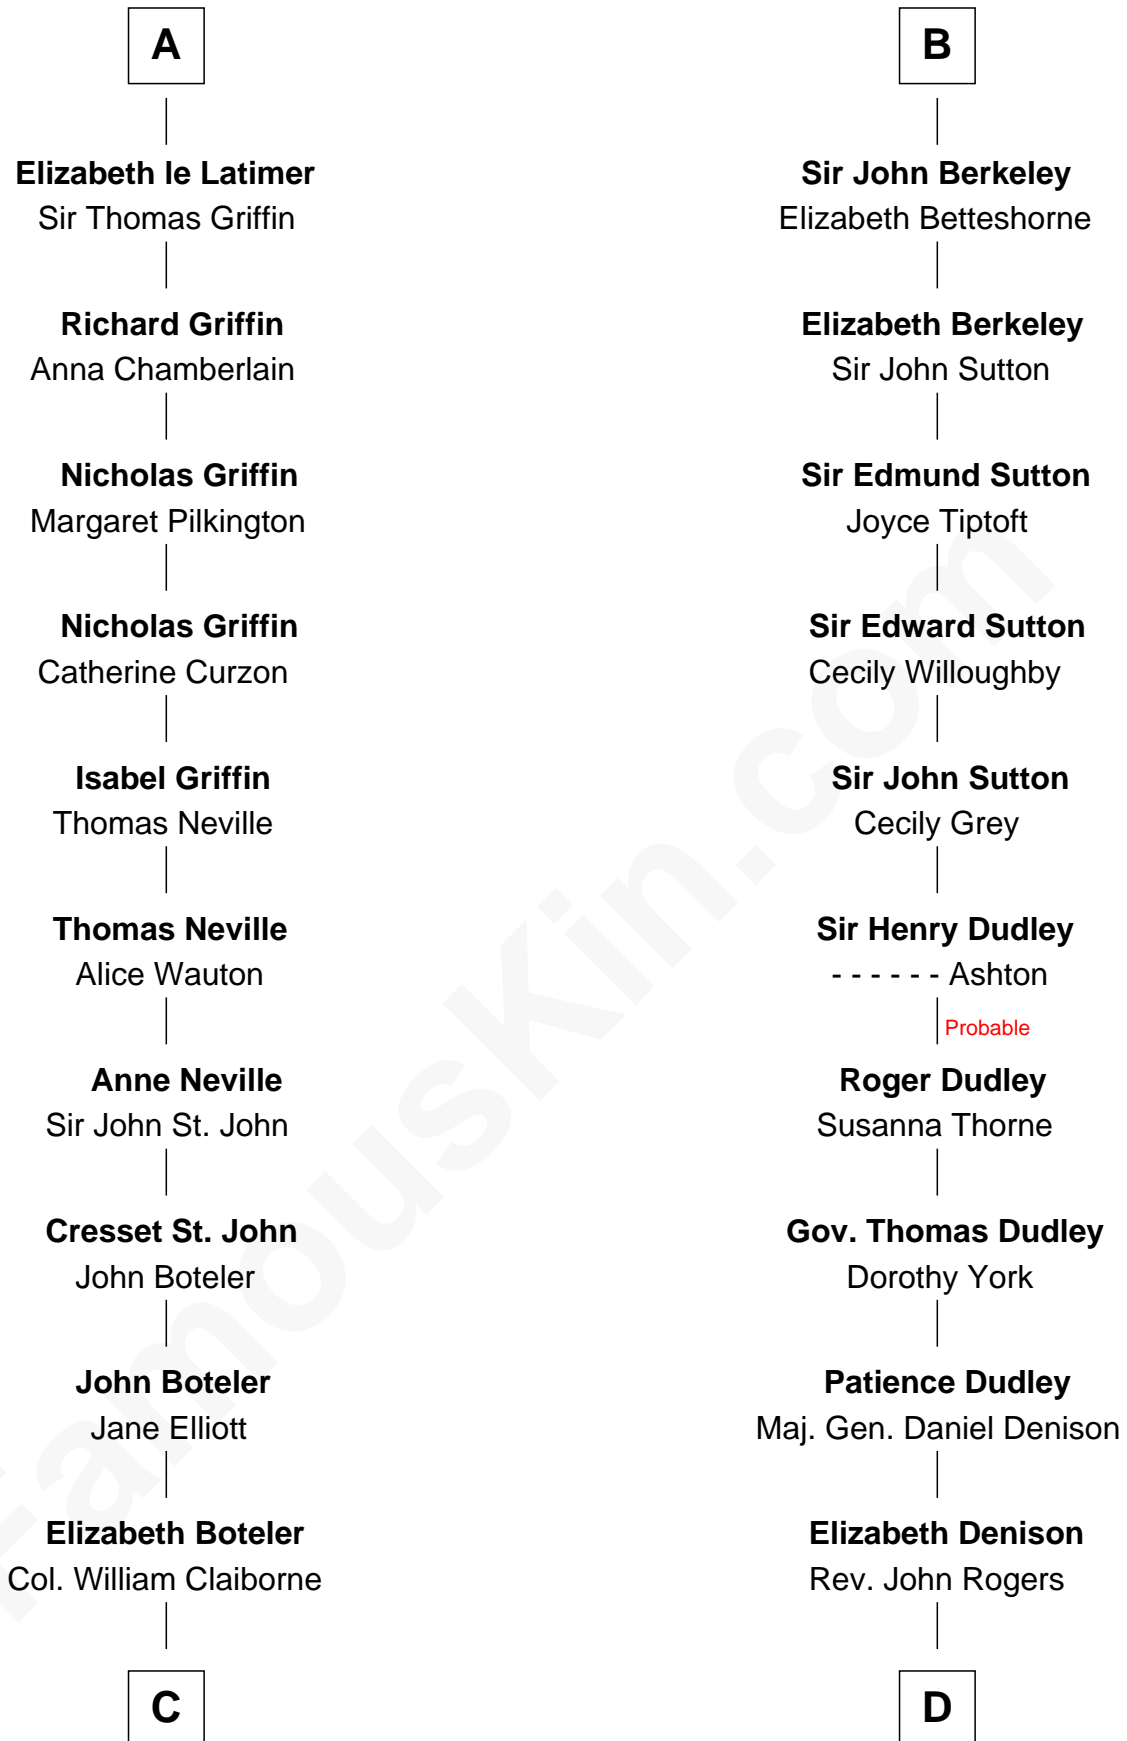 A
Elizabeth le Latimer
Sir Thomas Griffin
Richard Griffin
Anna Chamberlain
Nicholas Griffin
Margaret Pilkington
Nicholas Griffin
Catherine Curzon
Isabel Griffin
Thomas Neville
Thomas Neville
Alice Wauton
Anne Neville
Sir John St. John
Cresset St. John
John Boteler
John Boteler
Jane Elliott
Elizabeth Boteler
Col. William Claiborne
C
B
Sir John Berkeley
Elizabeth Betteshorne
Elizabeth Berkeley
Sir John Sutton
Sir Edmund Sutton
Joyce Tiptoft
Sir Edward Sutton
Cecily Willoughby
Sir John Sutton
Cecily Grey
Sir Henry Dudley
- - - - - - Ashton
Probable
Roger Dudley
Susanna Thorne
Gov. Thomas Dudley
Dorothy York
Patience Dudley
Maj. Gen. Daniel Denison
Elizabeth Denison
Rev. John Rogers
D
FamousKin.com